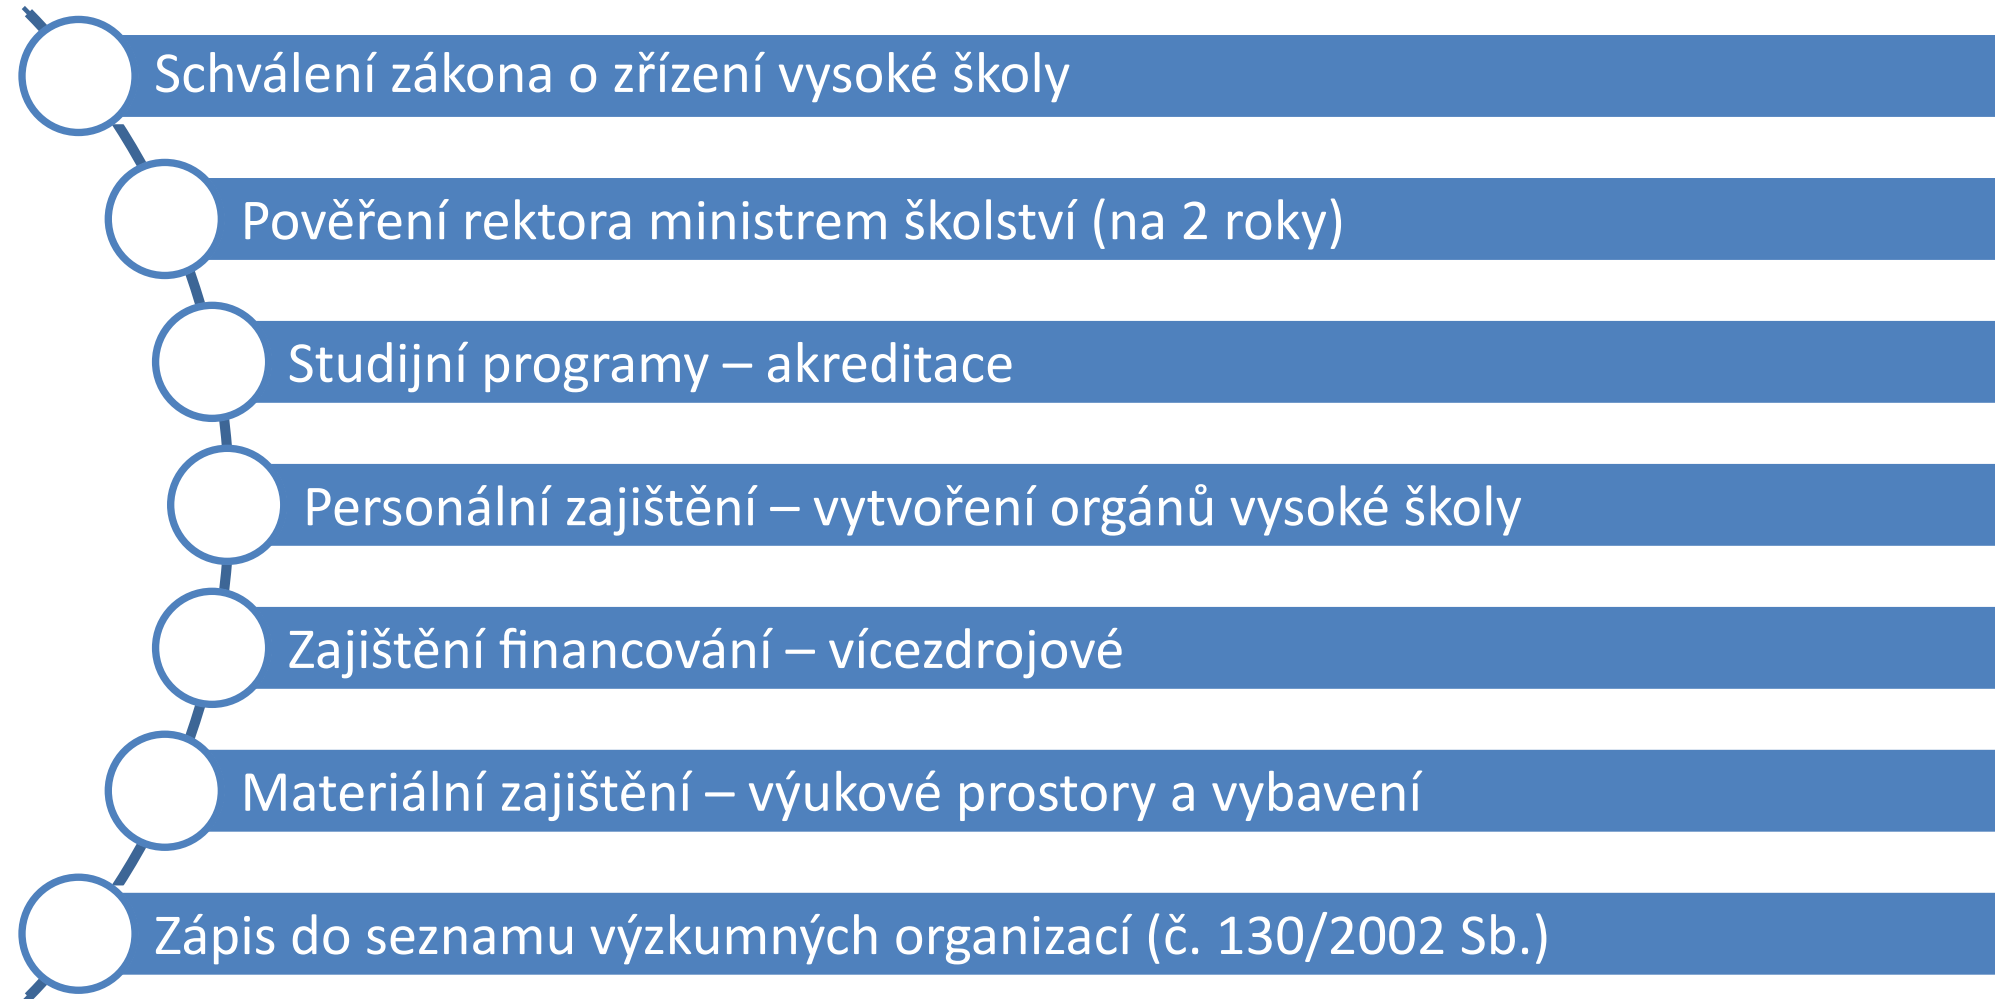 Schválení zákona o zřízení vysoké školy
Pověření rektora ministrem školství (na 2 roky)
Studijní programy – akreditace
Personální zajištění – vytvoření orgánů vysoké školy
Zajištění financování – vícezdrojové
Materiální zajištění – výukové prostory a vybavení
Zápis do seznamu výzkumných organizací (č. 130/2002 Sb.)